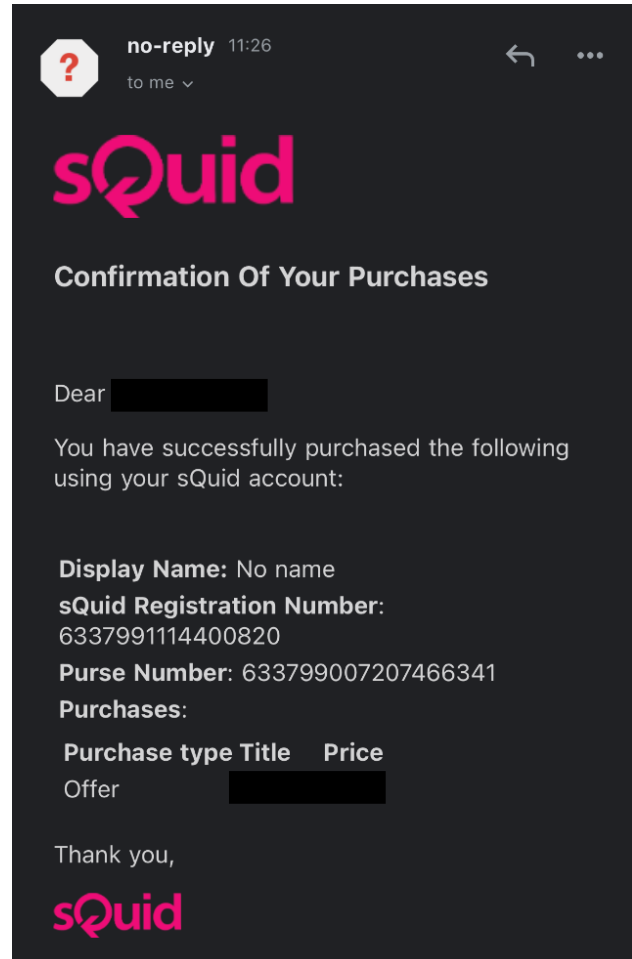 ?
no-reply 11:26
to me
sQuid
Confirmation Of Your Purchases
Dear
You have successfully purchased the following
using your sQuid account:
Display Name: No name
sQuid Registration Number:
6337991114400820
Purse Number: 633799007207466341
Purchases:
Purchase type Title Price
Offer
Thank you,
sQuid